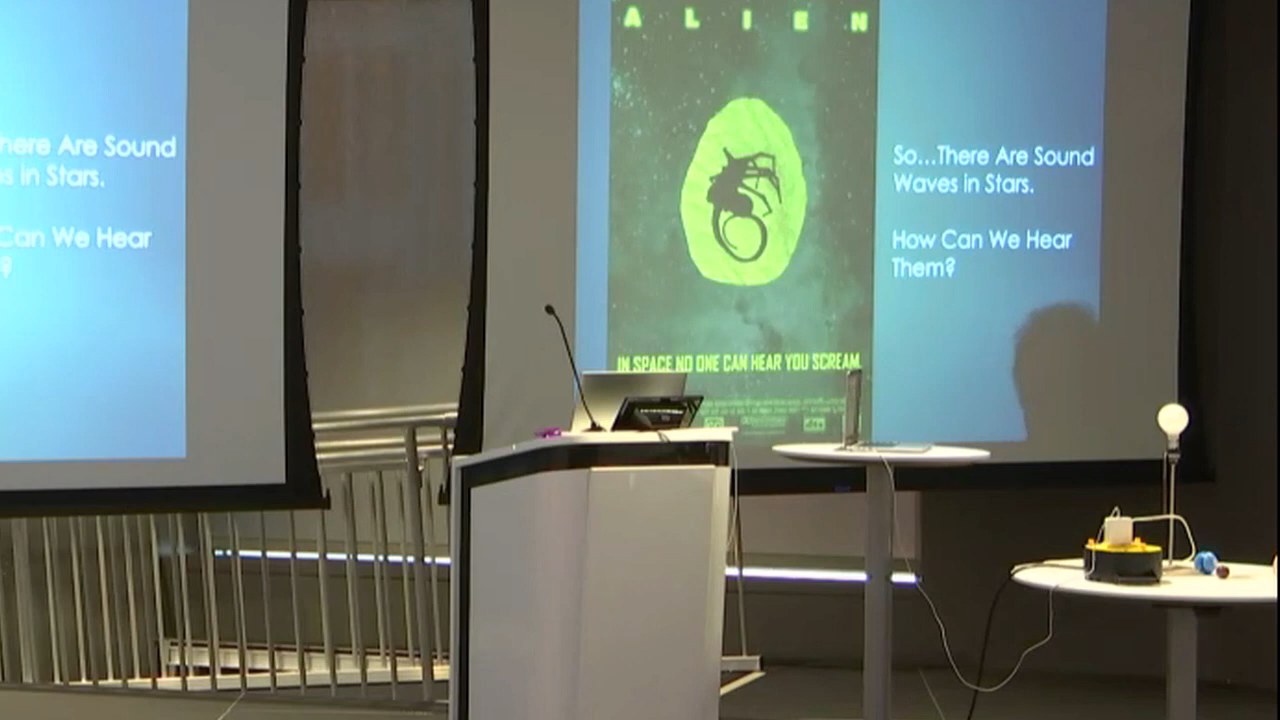 here Are Sound
s in Stars.
Can We Hear
?
ALIEN
IN SPACE NO ONE CAN HEAR YOU SCREAM
So...There Are Sound
Waves in Stars.
How Can We Hear
Them?